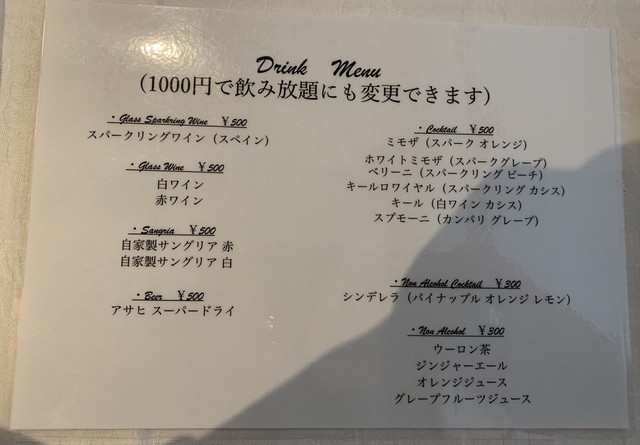 Drink Menu
(1000円で飲み放題にも変更できます)
・Glass Sparkring Wine ¥500
スパークリングワイン（スペイン）
・Glass Wine ¥500
白ワイン
赤ワイン
・Sangria ¥500
自家製サングリア 赤
自家製サングリア 白
・Beer ¥500
アサヒ スーパードライ
・Cocktail ¥500
ミモザ（スパーク オレンジ）
ホワイトミモザ（スパークグレープ）
ベリーニ（スパークリング ピーチ）
キールロワイヤル（スパークリング カシス）
キール（白ワイン カシス）
スプモーニ（カンパリ グレープ）
・Non Alcohol Cocktail ¥300
シンデレラ（パイナップル オレンジ レモン）
・Non Alcohol ¥300
ウーロン茶
ジンジャーエール
オレンジジュース
グレープフルーツジュース